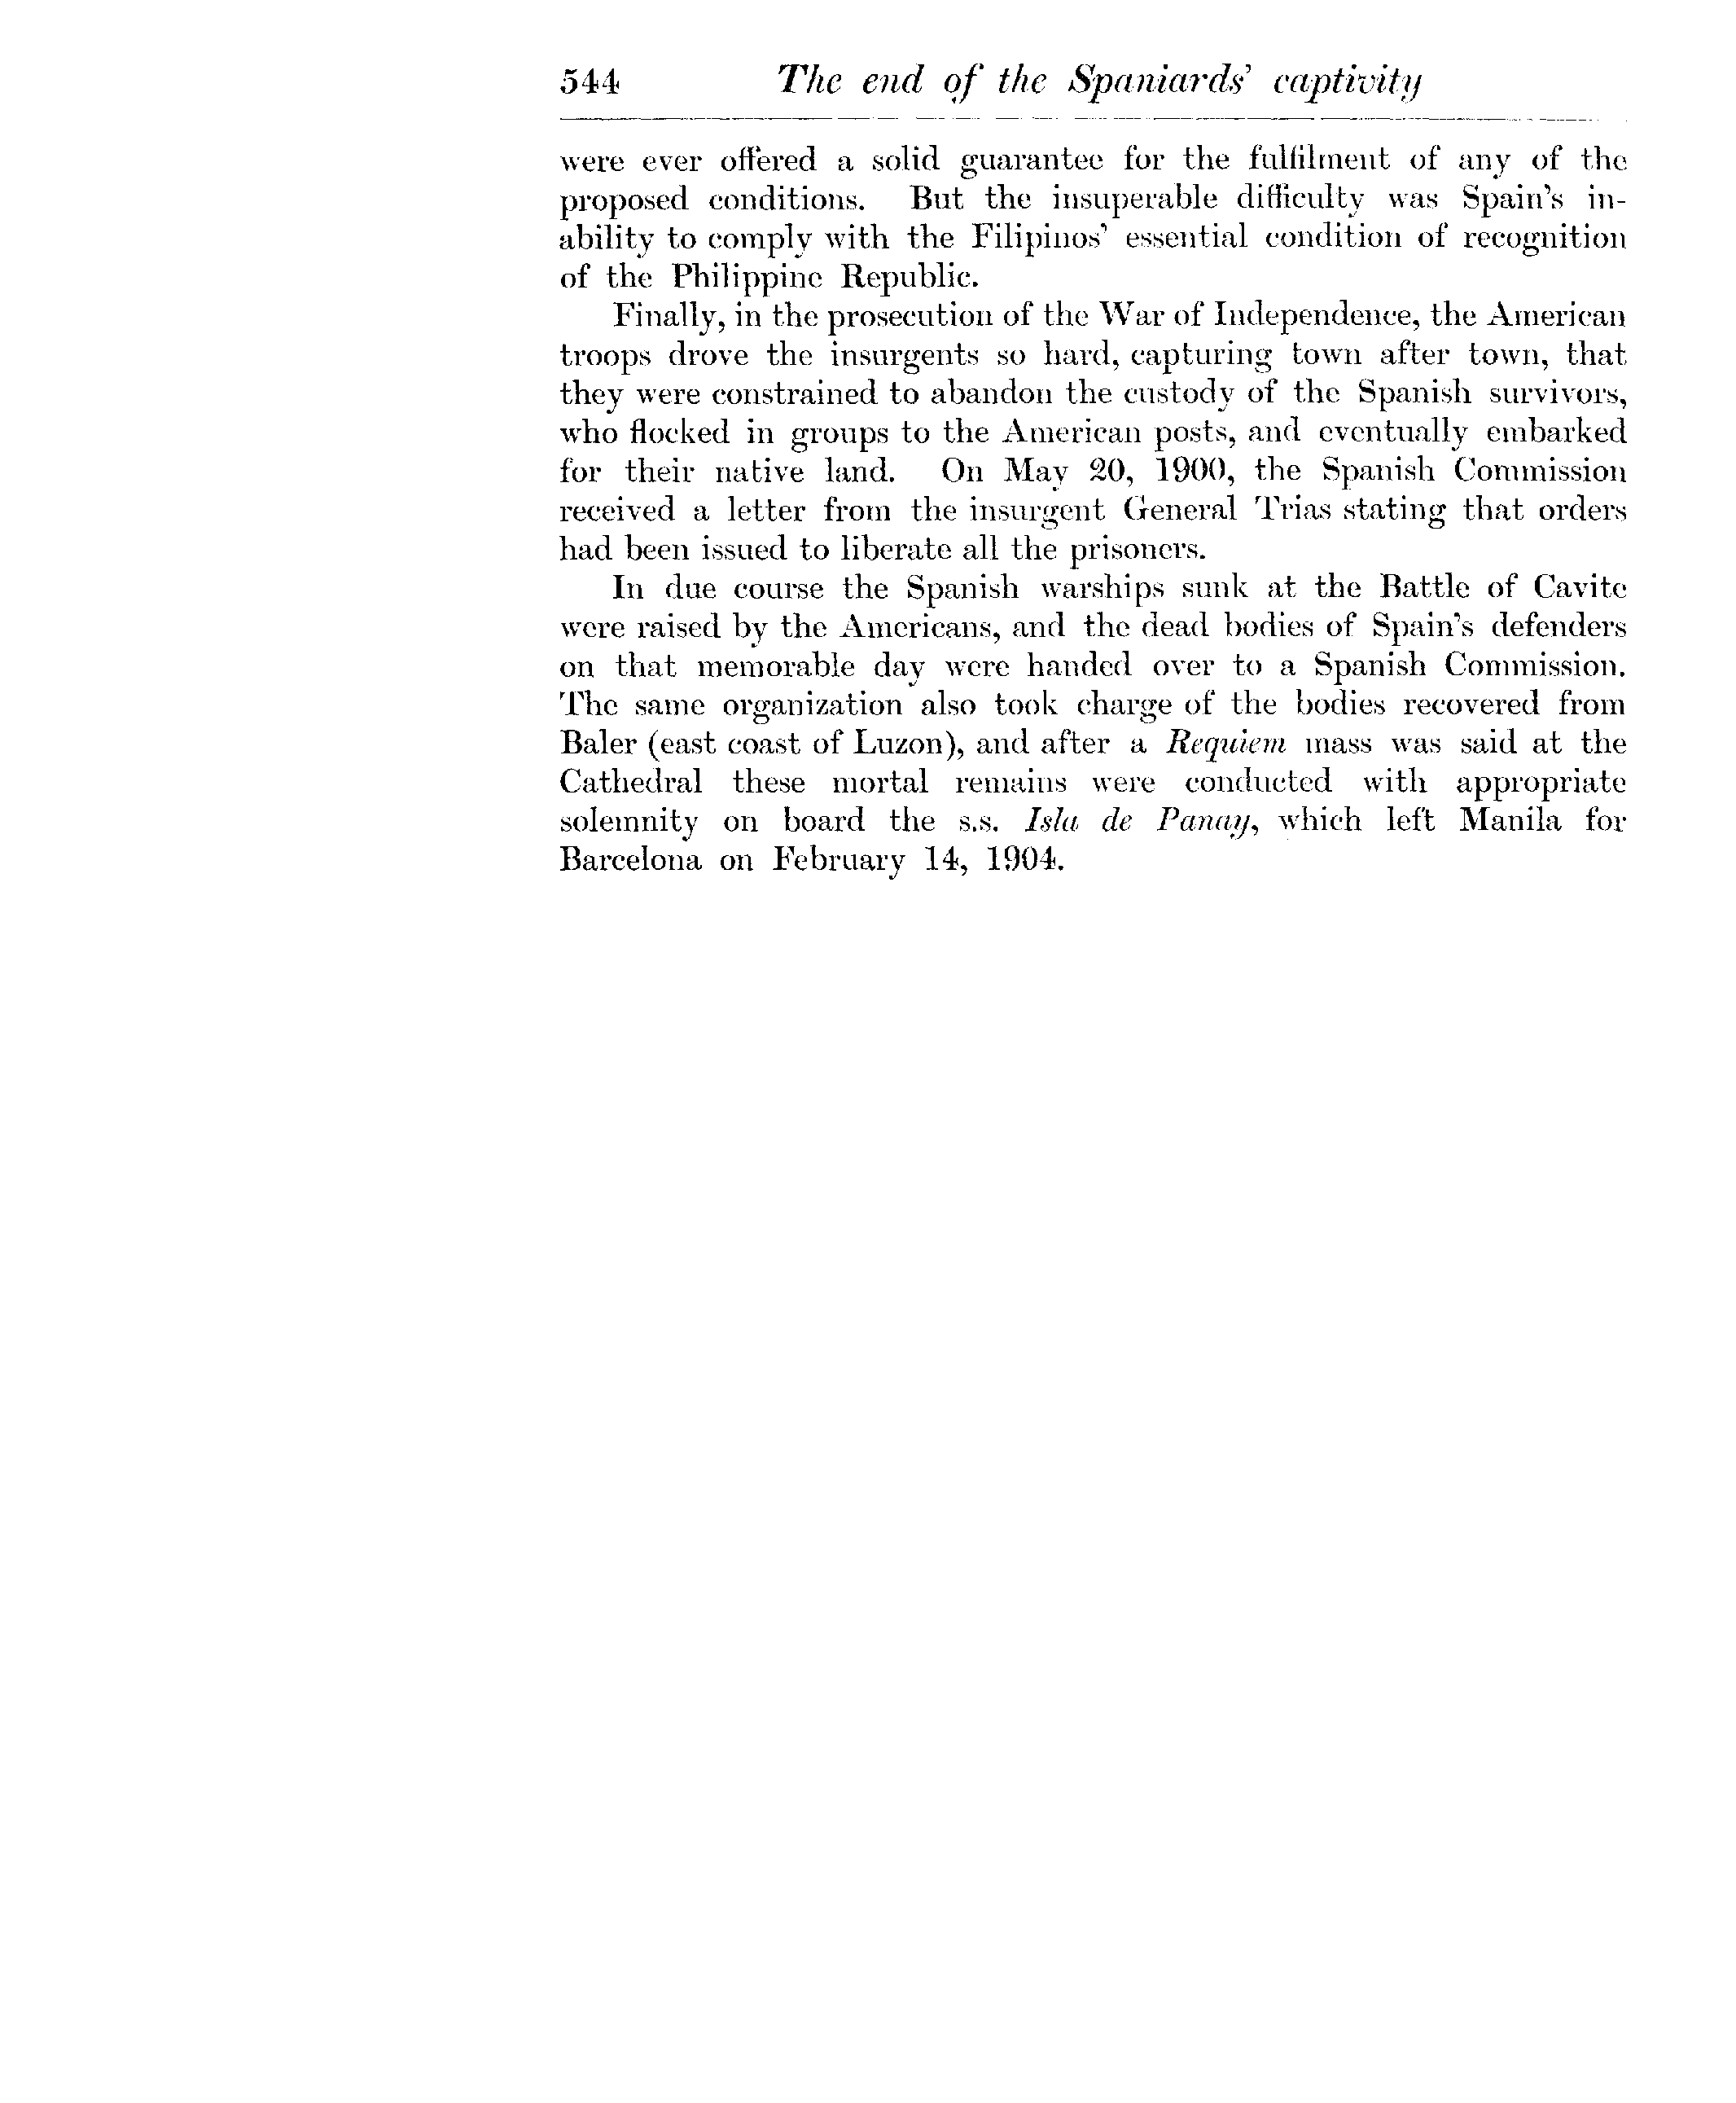 544 The end of the Spaniards' captivity
were ever offered a solid guarantee for the fulfilment of any of the
proposed conditions. But the insuperable difficulty was Spain's in-
ability to comply with the Filipinos' essential condition of recognition
of the Philippine Republic.
Finally, in the prosecution of the War of Independence, the American
troops drove the insurgents so hard, capturing town after town, that
they were constrained to abandon the custody of the Spanish survivors,
who flocked in groups to the American posts, and eventually embarked
for their native land. On May 20, 1900, the Spanish Commission
received a letter from the insurgent General Trias stating that orders
had been issued to liberate all the prisoners.
In due course the Spanish warships sunk at the Battle of Cavite
were raised by the Americans, and the dead bodies of Spain's defenders
on that memorable day were handed over to a Spanish Commission.
The same organization also took charge of the bodies recovered from
Baler (east coast of Luzon), and after a Requiem mass was said at the
Cathedral these mortal remains were conducted with appropriate
solemnity on board the s.s. Isla de Panay, which left Manila for
Barcelona on February 14, 1904.